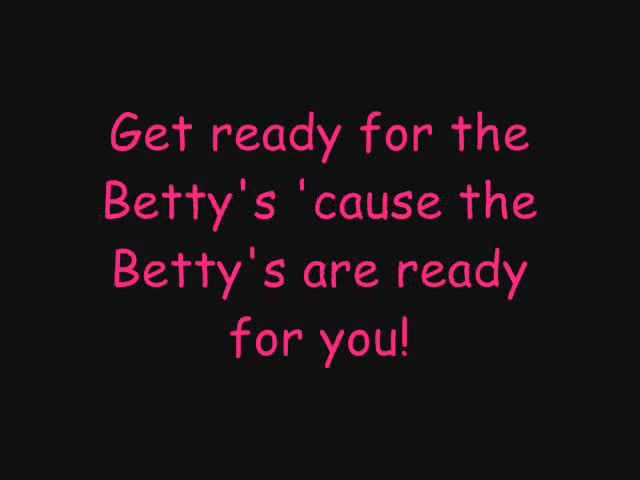 Get ready for the
Betty's 'cause the
Betty's are ready
for you!